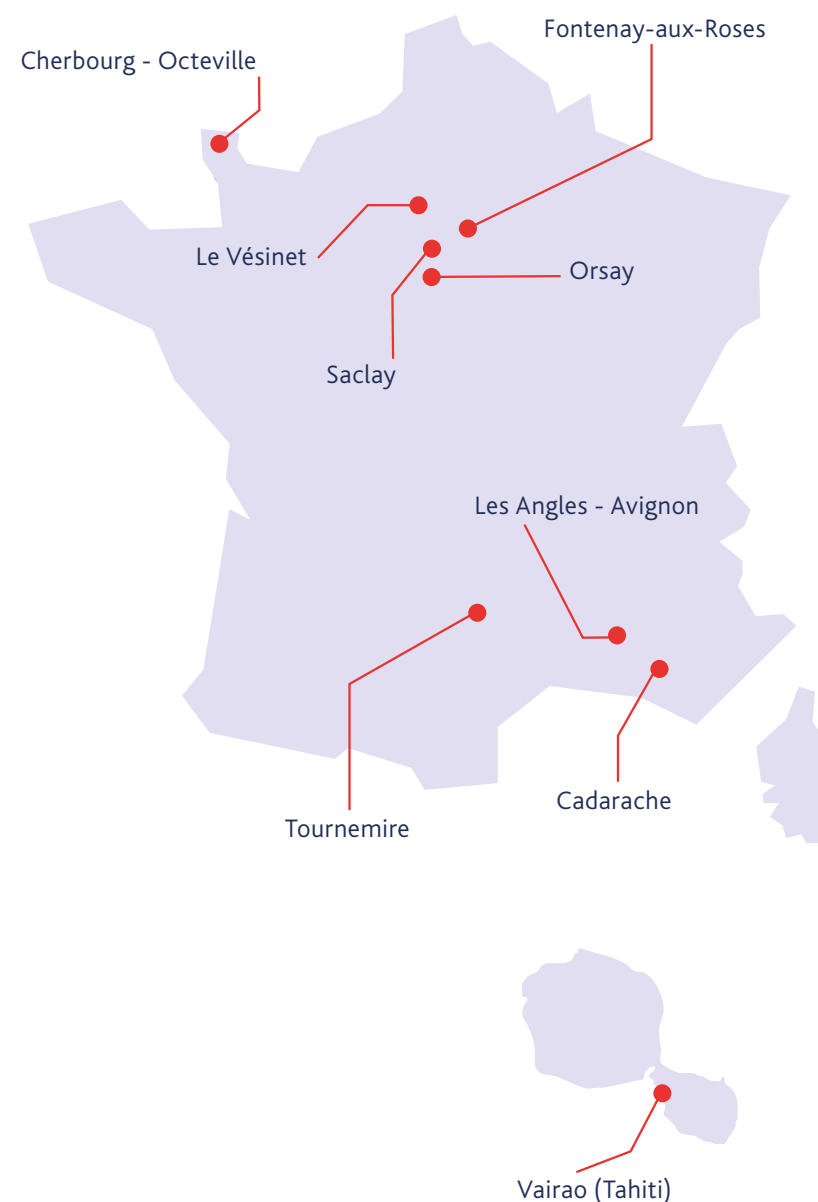 Fontenay-aux-Roses
Cherbourg - Octeville
Le Vésinet
Orsay
Saclay
Les Angles - Avignon
Cadarache
Tournemire
Vairao (Tahiti)